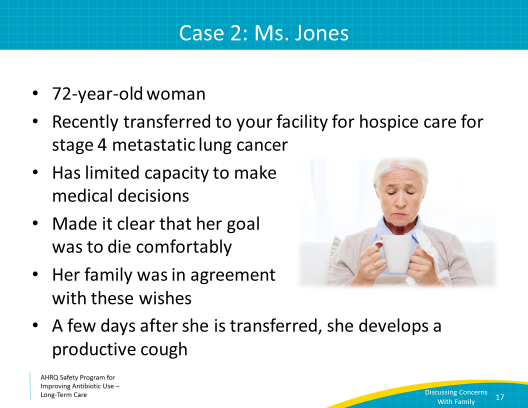 Case 2: Ms. Jones
• 72-year-old woman
• Recently transferred to your facility for hospice care for
stage 4 metastatic lung cancer
• Has limited capacity to make
medical decisions
• Made it clear that her goal
was to die comfortably
• Her family was in agreement
with these wishes
• A few days after she is transferred, she develops a
productive cough
AHRQ Safety Program for
Improving Antibiotic Use –
Long-Term Care
Discussing Concerns
With Family
17